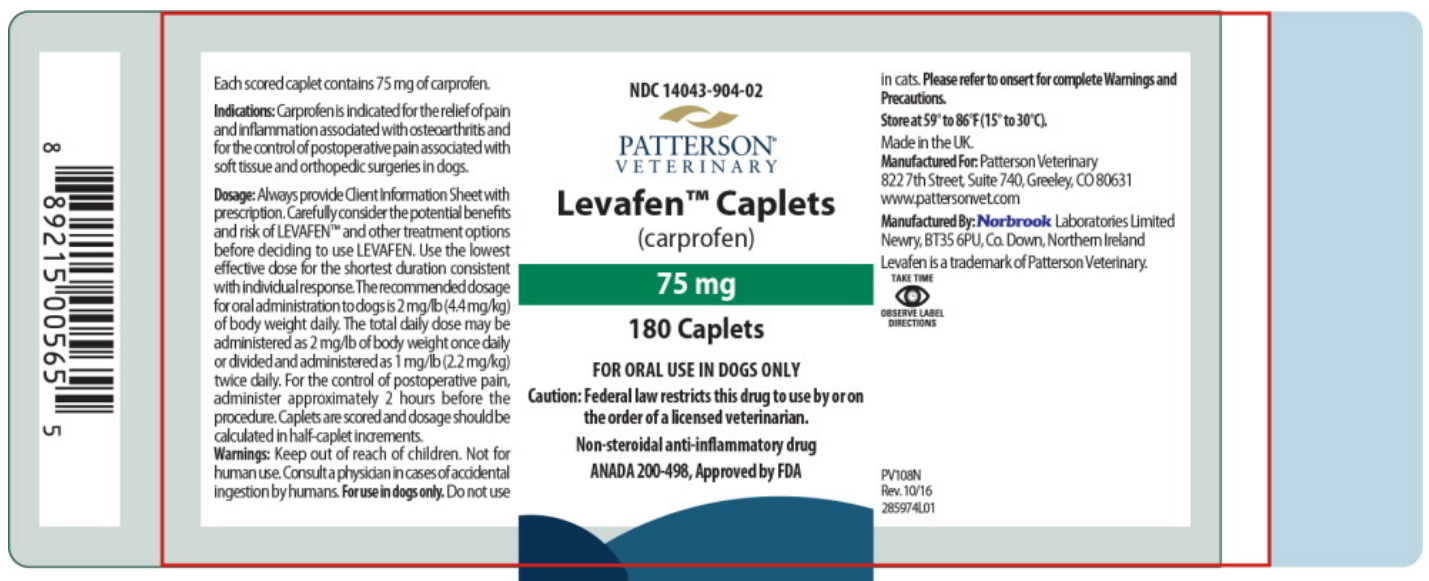 8 89215 00565 5
Each scored caplet contains 75 mg of carprofen.
Indications: Carprofen is indicated for the relief of pain
and inflammation associated with osteoarthritis and
for the control of postoperative pain associated with
soft tissue and orthopedic surgeries in dogs.
Dosage: Always provide Client Information Sheet with
prescription. Carefully consider the potential benefits
and risk of LEVAFEN™ and other treatment options
before deciding to use LEVAFEN. Use the lowest
effective dose for the shortest duration consistent
with individual response. The recommended dosage
for oral administration to dogs is 2 mg/lb (4.4 mg/kg)
of body weight daily. The total daily dose may be
administered as 2 mg/lb of body weight once daily
or divided and administered as 1 mg/lb (2.2 mg/kg)
twice daily. For the control of postoperative pain,
administer approximately 2 hours before the
procedure. Caplets are scored and dosage should be
calculated in half-caplet increments.
Warnings: Keep out of reach of children. Not for
human use. Consult a physician in cases of accidental
ingestion by humans. For use in dogs only. Do not use
NDC 14043-904-02
PATTERSON®
VETERINARY
Levafen™ Caplets
(carprofen)
75 mg
180 Caplets
FOR ORAL USE IN DOGS ONLY
Caution: Federal law restricts this drug to use by or on
the order of a licensed veterinarian.
Non-steroidal anti-inflammatory drug
ANADA 200-498, Approved by FDA
in cats. Please refer to onsert for complete Warnings and
Precautions.
Store at 59° to 86°F (15° to 30°C).
Made in the UK.
Manufactured For: Patterson Veterinary
822 7th Street, Suite 740, Greeley, CO 80631
www.pattersonvet.com
Manufactured By: Norbrook Laboratories Limited
Newry, BT35 6PU, Co. Down, Northern Ireland
Levafen is a trademark of Patterson Veterinary.
TAKE TIME
OBSERVE LABEL
DIRECTIONS
PV108N
Rev. 10/16
285974L01